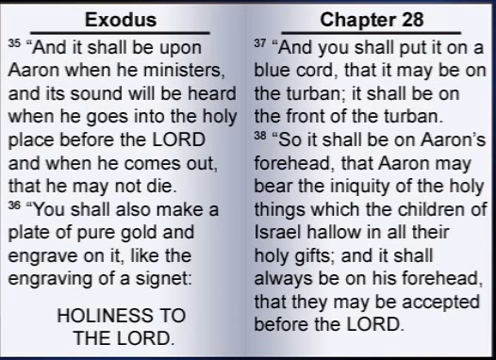 Exodus
35 “And it shall be upon
Aaron when he ministers,
and its sound will be heard
when he goes into the holy
place before the LORD
and when he comes out,
that he may not die.
36 “You shall also make a
plate of pure gold and
engrave on it, like the
engraving of a signet:
HOLINESS TO
THE LORD.
Chapter 28
37 “And you shall put it on a
blue cord, that it may be on
the turban; it shall be on
the front of the turban.
38 “So it shall be on Aaron’s
forehead, that Aaron may
bear the iniquity of the holy
things which the children of
Israel hallow in all their
holy gifts; and it shall
always be on his forehead,
that they may be accepted
before the LORD.